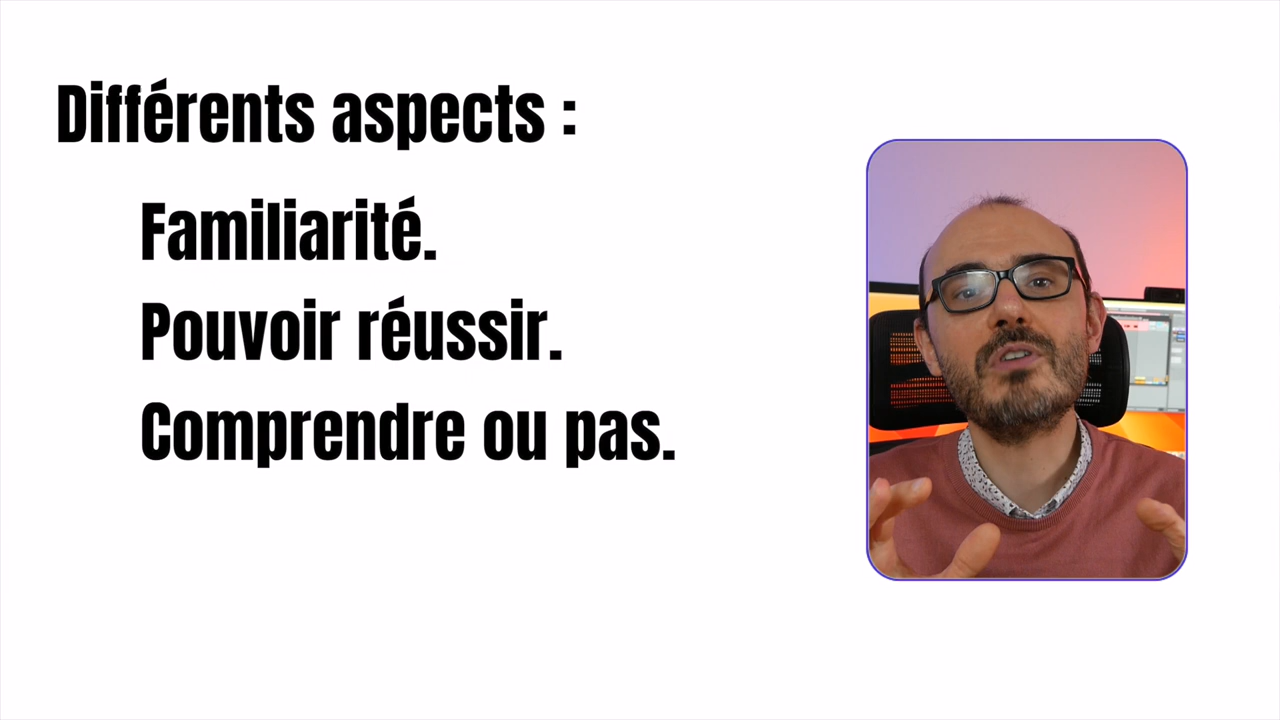 Différents aspects :
Familiarité.
Pouvoir réussir.
Comprendre ou pas.